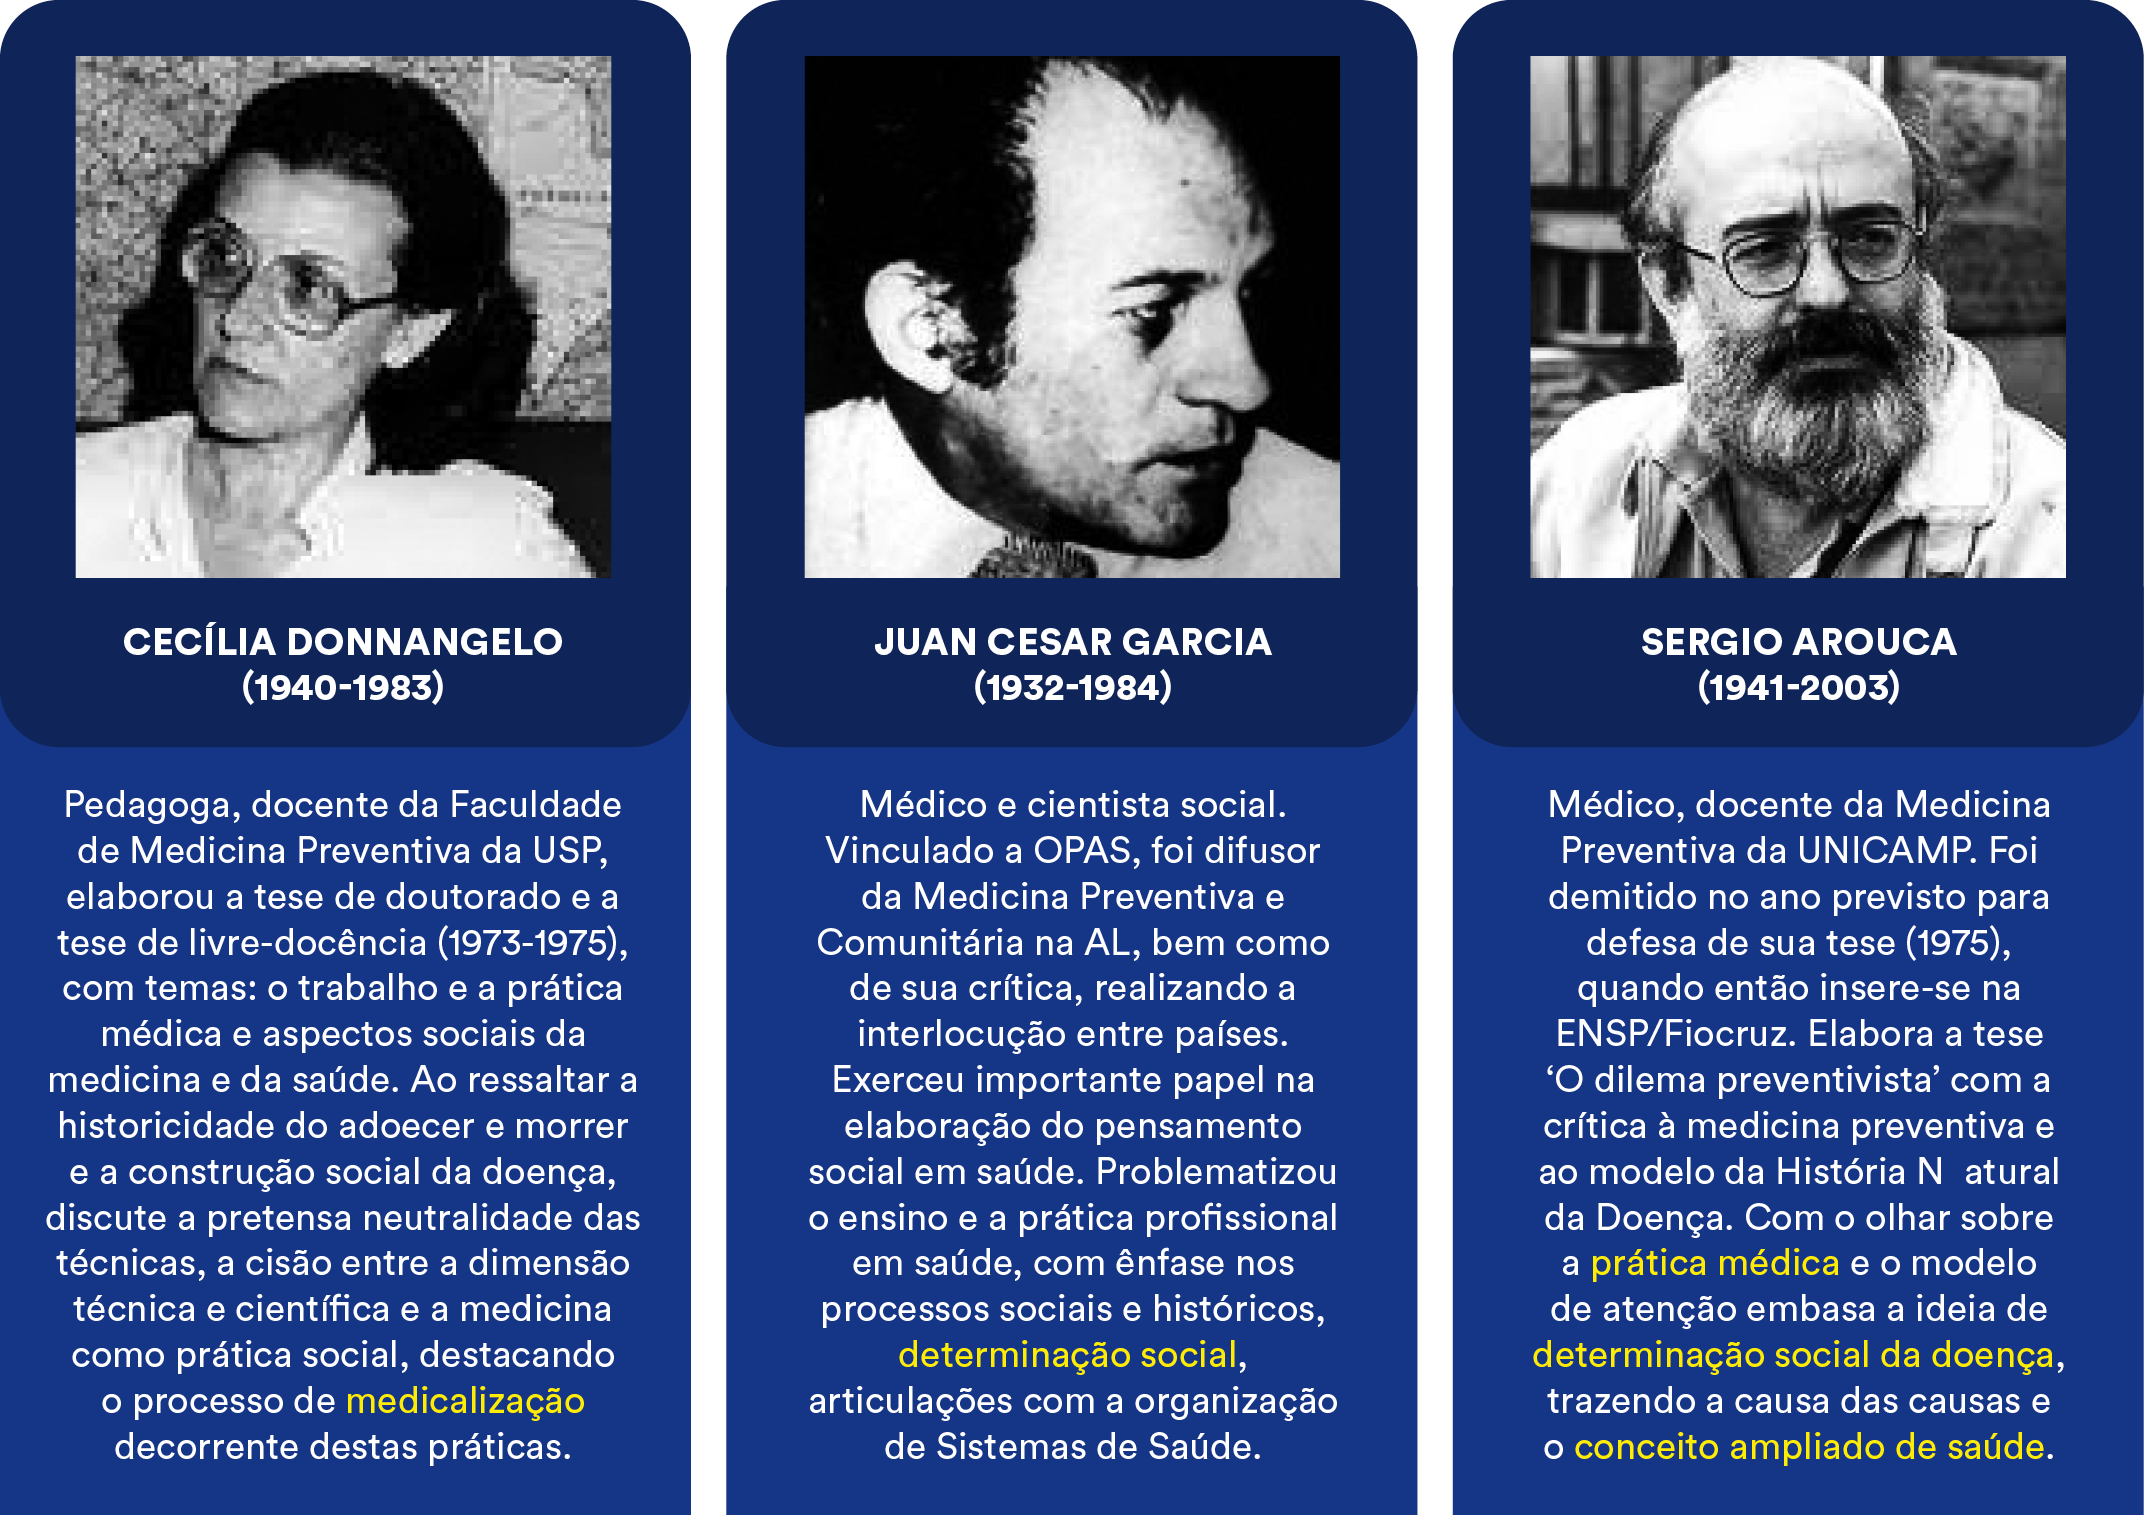 CECÍLIA DONNANGELO
(1940-1983)
Pedagoga, docente da Faculdade
de Medicina Preventiva da USP,
elaborou a tese de doutorado e a
tese de livre-docência (1973-1975),
com temas: o trabalho e a prática
médica e aspectos sociais da
medicina e da saúde. Ao ressaltar a
historicidade do adoecer e morrer
e a construção social da doença,
discute a pretensa neutralidade das
técnicas, a cisão entre a dimensão
técnica e científica e a medicina
como prática social, destacando
o processo de medicalização
decorrente destas práticas.
JUAN CESAR GARCIA
(1932-1984)
Médico e cientista social.
Vinculado a OPAS, foi difusor
da Medicina Preventiva e
Comunitária na AL, bem como
de sua crítica, realizando a
interlocução entre países.
Exerceu importante papel na
elaboração do pensamento
social em saúde. Problematizou
o ensino e a prática profissional
em saúde, com ênfase nos
processos sociais e históricos,
determinação social,
articulações com a organização
de Sistemas de Saúde.
SERGIO AROUCA
(1941-2003)
Médico, docente da Medicina
Preventiva da UNICAMP. Foi
demitido no ano previsto para
defesa de sua tese (1975),
quando então insere-se na
ENSP/Fiocruz. Elabora a tese
‘O dilema preventivista’ com a
crítica à medicina preventiva e
ao modelo da História N  atural
da Doença. Com o olhar sobre
a prática médica e o modelo
de atenção embasa a ideia de
determinação social da doença,
trazendo a causa das causas e
o conceito ampliado de saúde.